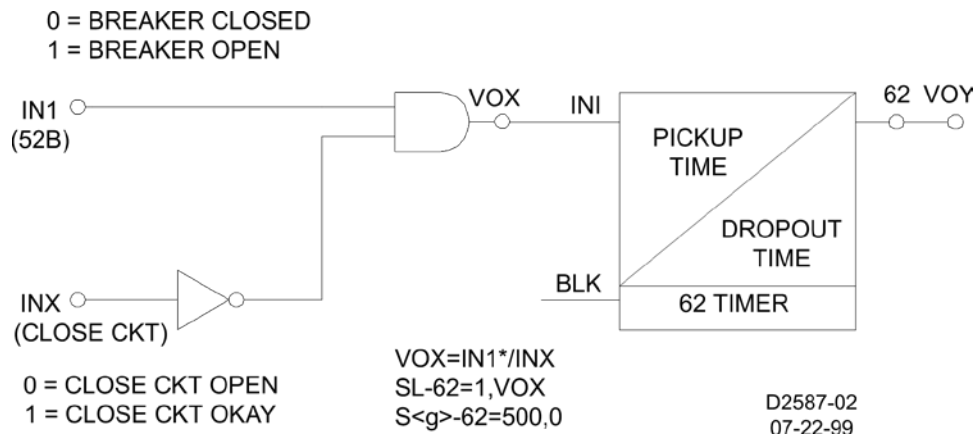 0 = BREAKER CLOSED
1 = BREAKER OPEN
IN1
(52B)
VOX
INI
62 VOY
PICKUP
TIME
DROPOUT
TIME
BLK
62 TIMER
INX
(CLOSE CKT)
0 = CLOSE CKT OPEN
1 = CLOSE CKT OKAY
VOX=IN1*/INX
SL-62=1,VOX
S<g>-62=500,0
D2587-02
07-22-99